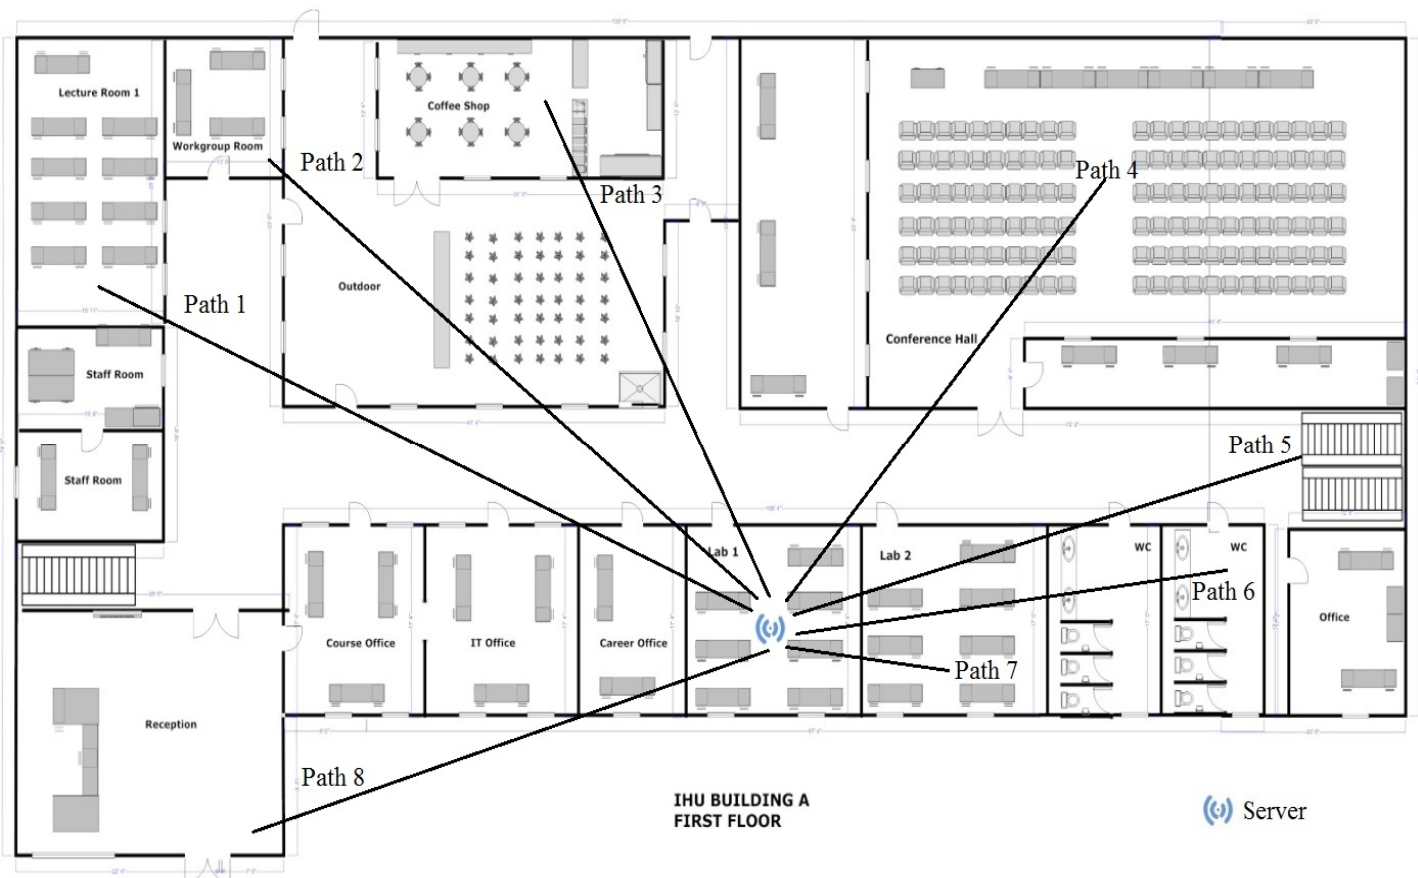 Lecture Room 1
Workgroup Room
Path 2
Coffee Shop
Path 3
Path 4
Path 1
Outdoor
Conference Hall
Staff Room
Path 5
Staff Room
Lab 1
Lab 2
WC
WC
Path 6
Course Office
IT Office
Career Office
Office
Path 7
Reception
Path 8
IHU BUILDING A
FIRST FLOOR
Server